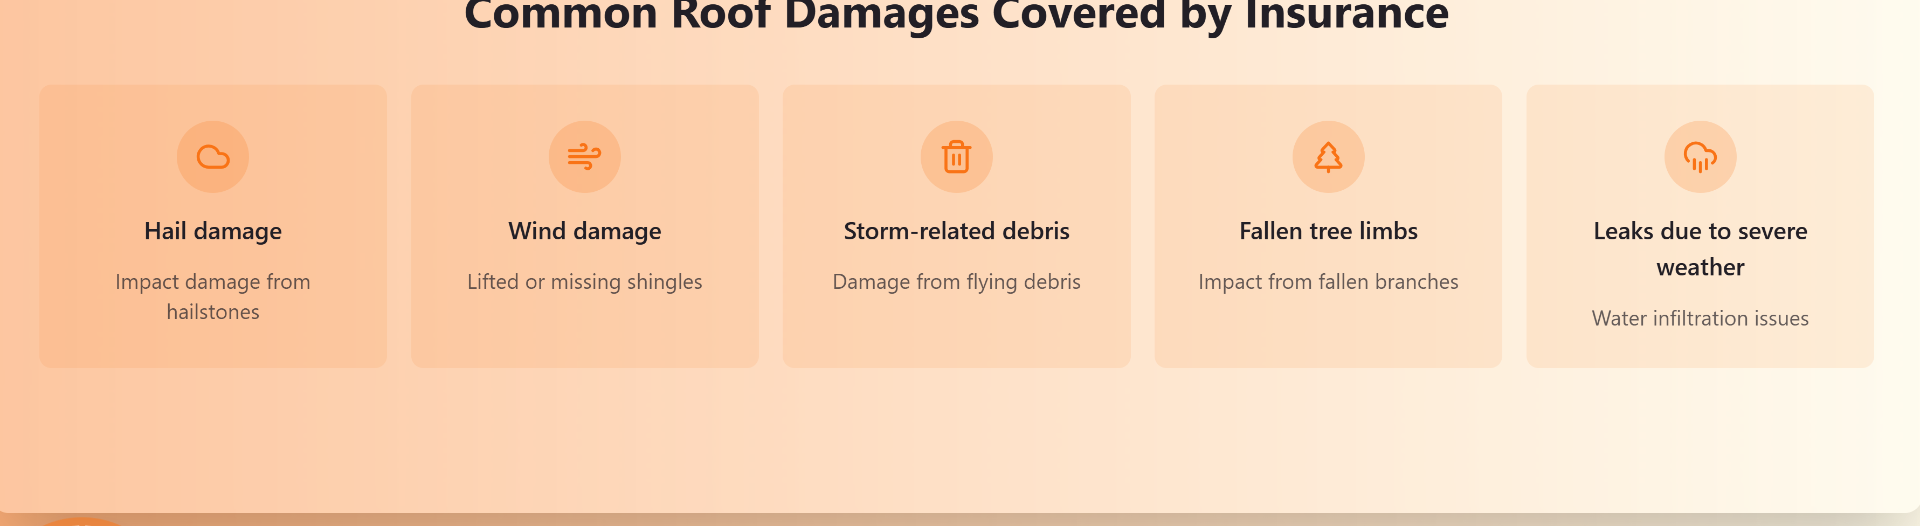 Common Roof Damages Covered by Insurance
Hail damage
Impact damage from
hailstones
Wind damage
Lifted or missing shingles
Storm-related debris
Damage from flying debris
Fallen tree limbs
Impact from fallen branches
Leaks due to severe
weather
Water infiltration issues